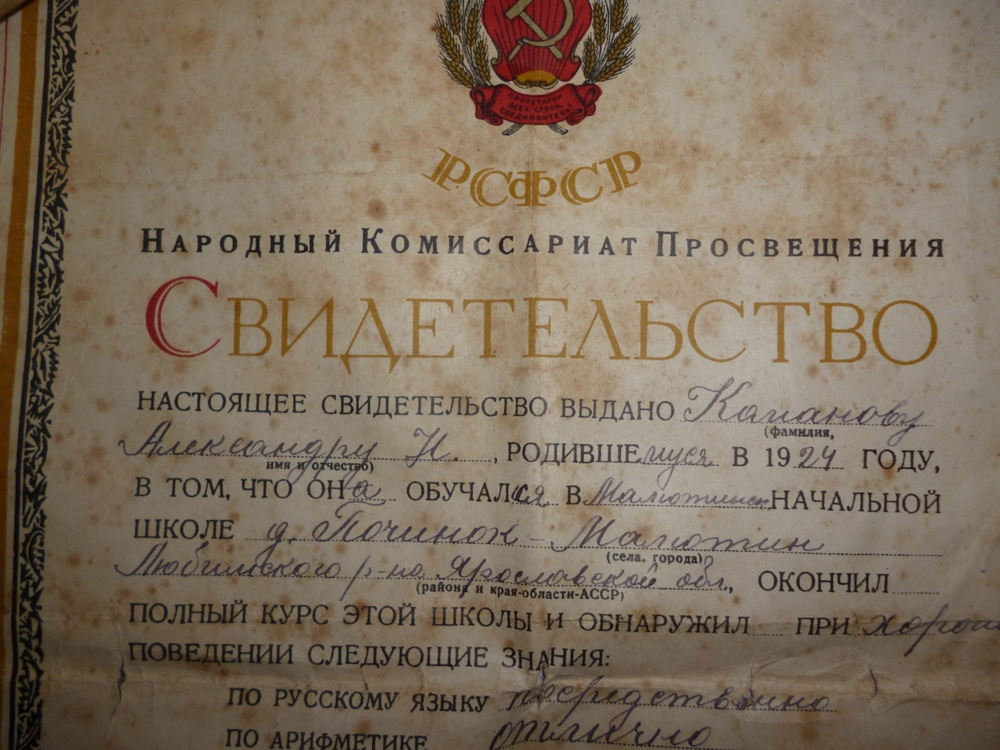 ПРОЛЕТАРИИ
ВСЕХ СТРАН,
СОЕДИНЯЙТЕСЬ!
РСФСР
НАРОДНЫЙ КОМИССАРИАТ ПРОСВЕЩЕНИЯ
СВИДЕТЕЛЬСТВО
НАСТОЯЩЕЕ СВИДЕТЕЛЬСТВО ВЫДАНО Капанову
(фамилия,
Александру Н., РОДИВШЕмуся В 1924 ГОДУ,
имя и отчество)
В ТОМ, ЧТО ОН ОБУЧАЛся В Малютинск НАЧАЛЬНОЙ
ШКОЛЕ д. Починок - Малютин
(села, города)
Любимского р-на Ярославской обл., ОКОНЧИЛ
(района и края-области-АССР)
ПОЛНЫЙ КУРС ЭТОЙ ШКОЛЫ И ОБНАРУЖИЛ ПРИ хорош
ПОВЕДЕНИИ СЛЕДУЮЩИЕ ЗНАНИЯ:
ПО РУССКОМУ ЯЗЫКУ посредственно
ПО АРИФМЕТИКЕ отлично